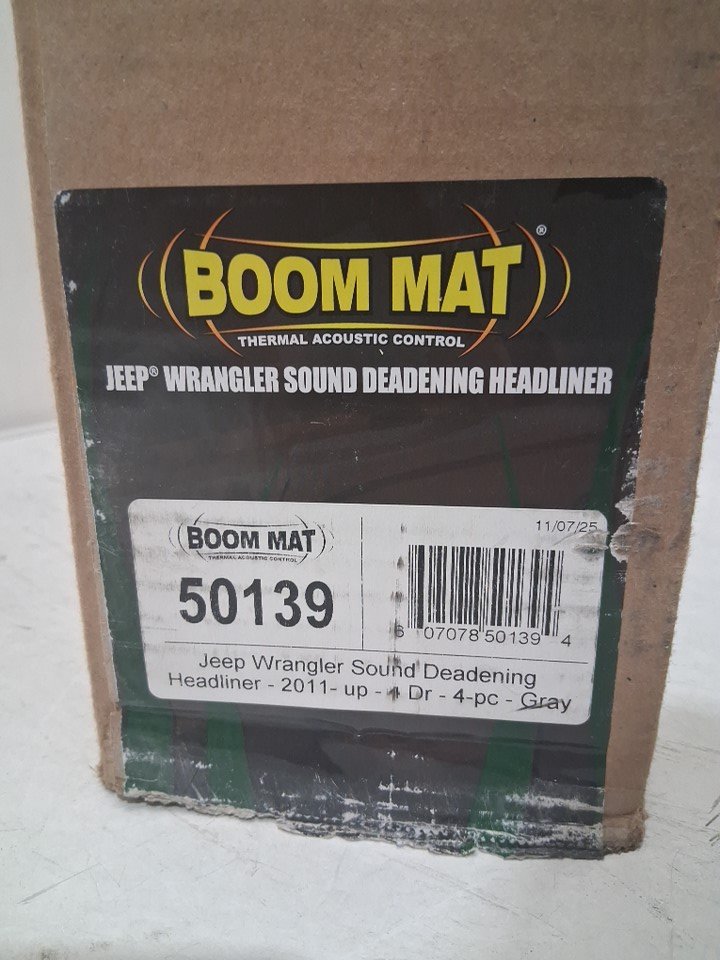 BOOM MAT®
THERMAL ACOUSTIC CONTROL
JEEP® WRANGLER SOUND DEADENING HEADLINER
BOOM MAT
THERMAL ACOUSTIC CONTROL
50139
11/07/25
6 07078 50139 4
Jeep Wrangler Sound Deadening
Headliner - 2011- up - 4 Dr - 4-pc - Gray